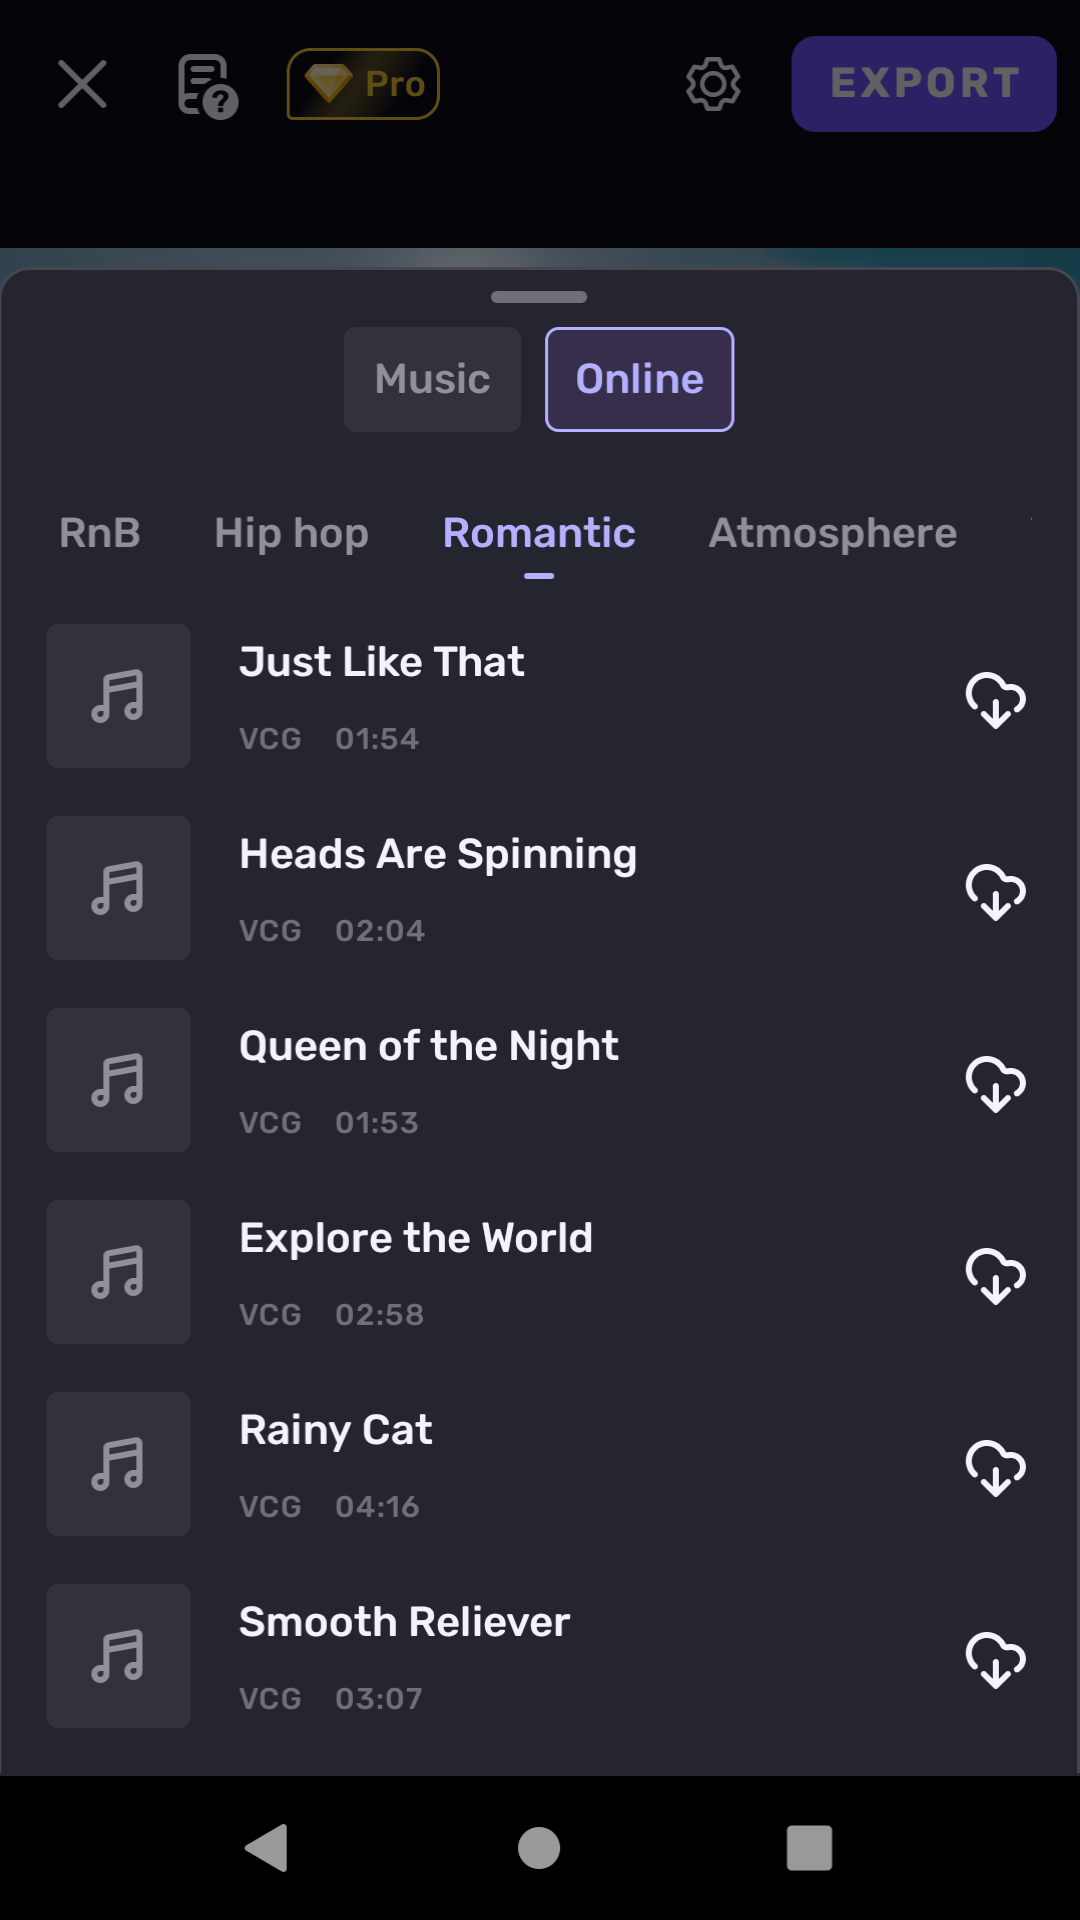 Pro
EXPORT
Music
Online
RnB
Hip hop
Romantic
Atmosphere
Just Like That
VCG 01:54
Heads Are Spinning
VCG 02:04
Queen of the Night
VCG 01:53
Explore the World
VCG 02:58
Rainy Cat
VCG 04:16
Smooth Reliever
VCG 03:07